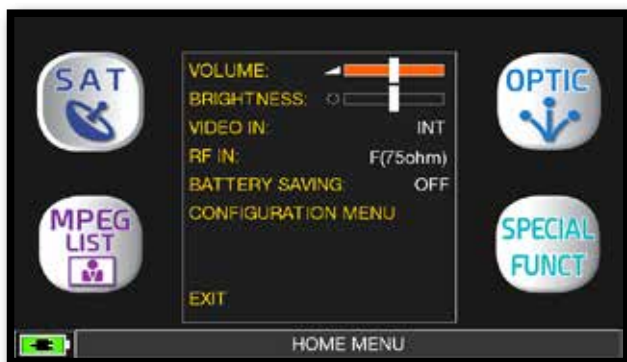 SAT
VOLUME:
BRIGHTNESS:
VIDEO IN: INT
RF IN: F(75ohm)
BATTERY SAVING: OFF
CONFIGURATION MENU
EXIT
OPTIC
MPEG
LIST
SPECIAL
FUNCT
HOME MENU